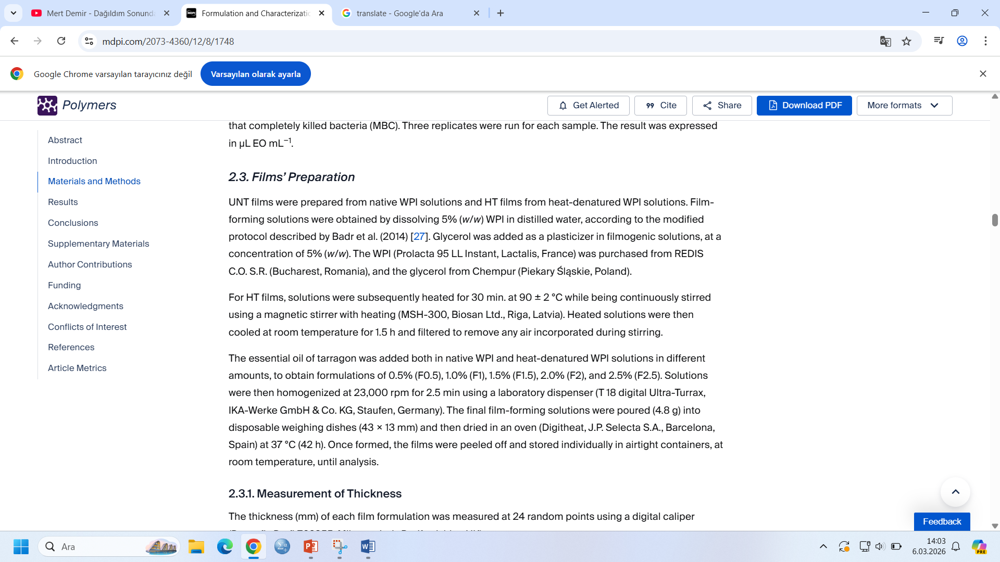 Mert Demir - Dağıldım Sonunda
Formulation and Characterizatio
translate - Google'da Ara
mdpi.com/2073-4360/12/8/1748
Google Chrome varsayılan tarayıcınız değil
Varsayılan olarak ayarla
Polymers
Get Alerted
Cite
Share
Download PDF
More formats
Abstract
Introduction
Materials and Methods
Results
Conclusions
Supplementary Materials
Author Contributions
Funding
Acknowledgments
Conflicts of Interest
References
Article Metrics
that completely killed bacteria (MBC). Three replicates were run for each sample. The result was expressed
in µL EO mL⁻¹.
2.3. Films’ Preparation
UNT films were prepared from native WPI solutions and HT films from heat-denatured WPI solutions. Film-
forming solutions were obtained by dissolving 5% (w/w) WPI in distilled water, according to the modified
protocol described by Badr et al. (2014) [27]. Glycerol was added as a plasticizer in filmogenic solutions, at a
concentration of 5% (w/w). The WPI (Prolacta 95 LL Instant, Lactalis, France) was purchased from REDIS
C.O. S.R. (Bucharest, Romania), and the glycerol from Chempur (Piekary Śląskie, Poland).
For HT films, solutions were subsequently heated for 30 min. at 90 ± 2 °C while being continuously stirred
using a magnetic stirrer with heating (MSH-300, Biosan Ltd., Riga, Latvia). Heated solutions were then
cooled at room temperature for 1.5 h and filtered to remove any air incorporated during stirring.
The essential oil of tarragon was added both in native WPI and heat-denatured WPI solutions in different
amounts, to obtain formulations of 0.5% (F0.5), 1.0% (F1), 1.5% (F1.5), 2.0% (F2), and 2.5% (F2.5). Solutions
were then homogenized at 23,000 rpm for 2.5 min using a laboratory dispenser (T 18 digital Ultra-Turrax,
IKA-Werke GmbH & Co. KG, Staufen, Germany). The final film-forming solutions were poured (4.8 g) into
disposable weighing dishes (43 × 13 mm) and then dried in an oven (Digitheat, J.P. Selecta S.A., Barcelona,
Spain) at 37 °C (42 h). Once formed, the films were peeled off and stored individually in airtight containers, at
room temperature, until analysis.
2.3.1. Measurement of Thickness
The thickness (mm) of each film formulation was measured at 24 random points using a digital caliper
Feedback
Ara
14:03
6.03.2026
PRE